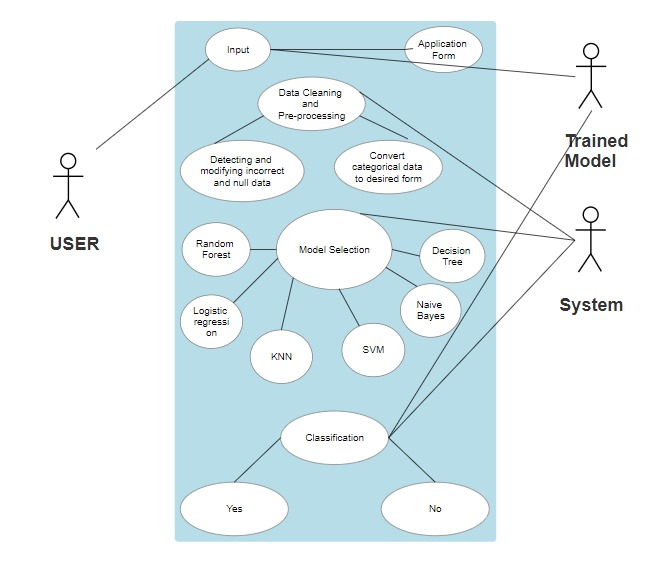 Input
Application
Form
Data Cleaning
and
Pre-processing
Trained
Model
Detecting and
modifying incorrect
and null data
Convert
categorical data
to desired form
USER
Random
Forest
Model Selection
Decision
Tree
System
Logistic
regressi
on
Naive
Bayes
KNN
SVM
Classification
Yes
No